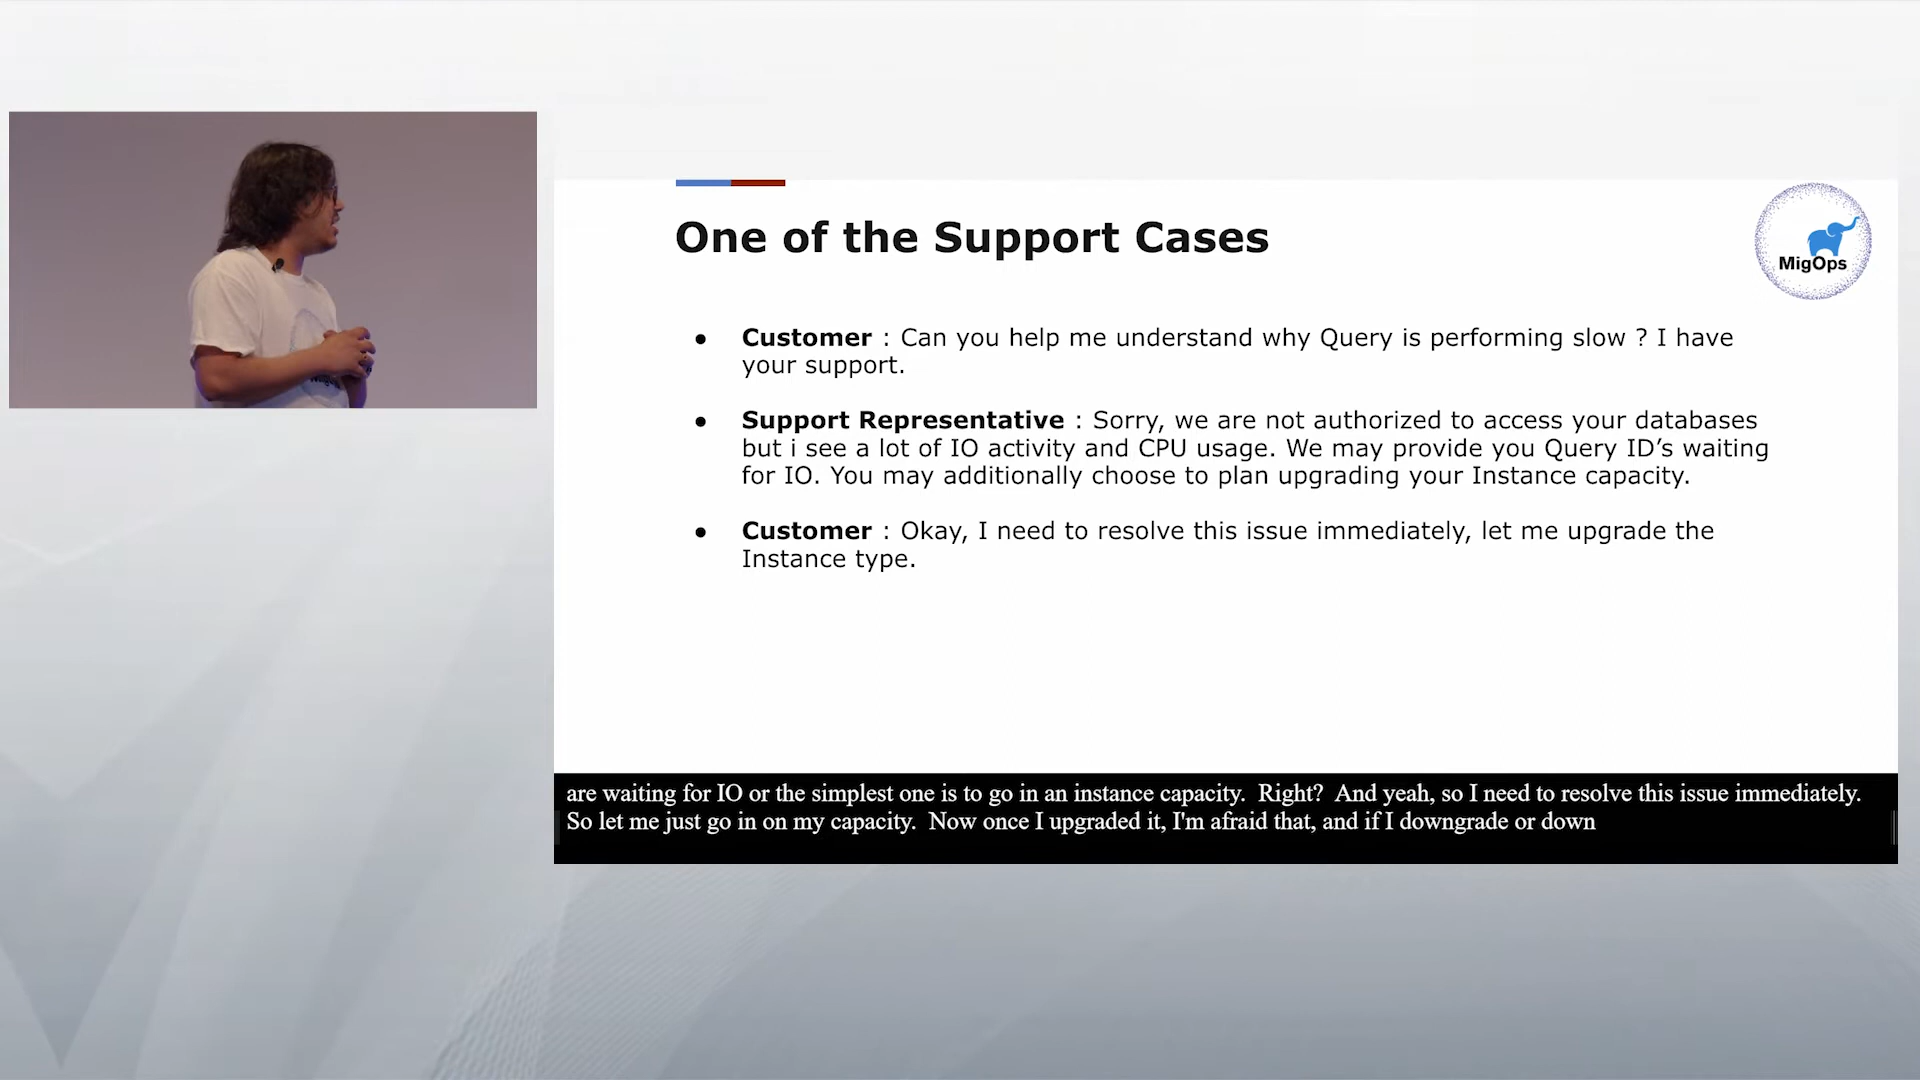 One of the Support Cases
MigOps
● Customer : Can you help me understand why Query is performing slow ? I have
your support.
● Support Representative : Sorry, we are not authorized to access your databases
but i see a lot of IO activity and CPU usage. We may provide you Query ID’s waiting
for IO. You may additionally choose to plan upgrading your Instance capacity.
● Customer : Okay, I need to resolve this issue immediately, let me upgrade the
Instance type.
are waiting for IO or the simplest one is to go in an instance capacity.  Right?  And yeah, so I need to resolve this issue immediately.
So let me just go in on my capacity.  Now once I upgraded it, I'm afraid that, and if I downgrade or down